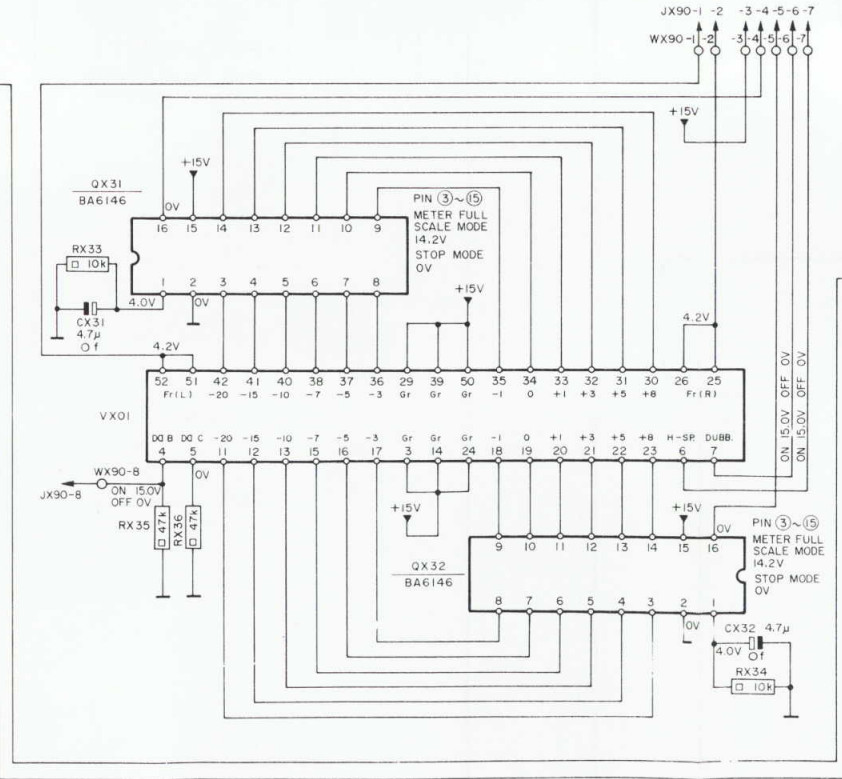 JX90-1 -2 -3 -4 -5 -6 -7
WX90-1 -2 -3 -4 -5 -6 -7
+15V
+15V
QX31
BA6146
0V
16 15 14 13 12 11 10 9
PIN ③~⑮
METER FULL
SCALE MODE
14.2V
STOP MODE
0V
RX33
10k
4.0V
1 2 3 4 5 6 7 8
0V
CX31
4.7μ
f
+15V
4.2V
4.2V
ON 15.0V OFF 0V
ON 15.0V OFF 0V
52 51 42 41 40 38 37 36 29 39 50 35 34 33 32 31 30 26 25
Fr(L) -20 -15 -10 -7 -5 -3 Gr Gr Gr -1 0 +1 +3 +5 +8 Fr(R)
VX01
DO B DO C -20 -15 -10 -7 -5 -3 Gr Gr Gr -1 0 +1 +3 +5 +8 H-SP. DUBB.
4 5 11 12 13 15 16 17 3 14 24 18 19 20 21 22 23 6 7
WX90-8
0V
JX90-8
ON 15.0V
OFF 0V
RX35
47k
RX36
47k
+15V
+15V
0V
QX32
BA6146
9 10 11 12 13 14 15 16
PIN ③~⑮
METER FULL
SCALE MODE
14.2V
STOP MODE
0V
8 7 6 5 4 3 2 1
0V
CX32 4.7μ
4.0V
f
RX34
10k